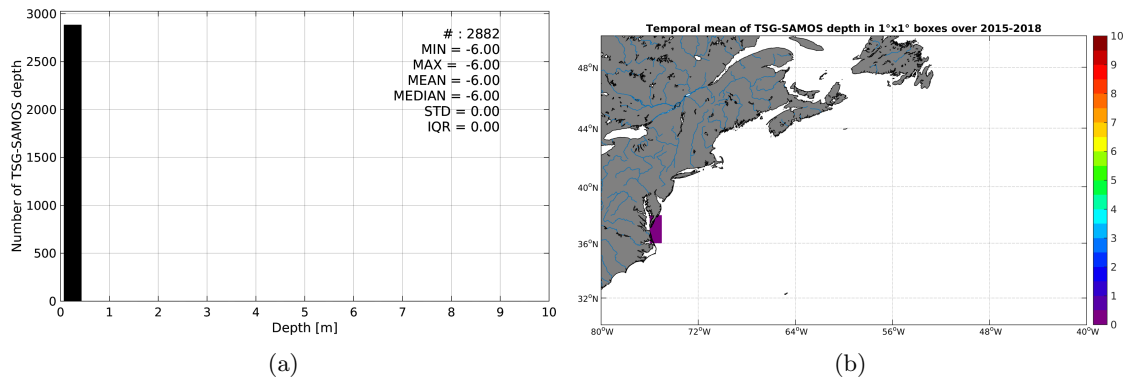 3000
2500
2000
1500
1000
500
0
Number of TSG-SAMOS depth
# : 2882
MIN = -6.00
MAX = -6.00
MEAN = -6.00
MEDIAN = -6.00
STD = 0.00
IQR = 0.00
0 1 2 3 4 5 6 7 8 9 10
Depth [m]
(a)
Temporal mean of TSG-SAMOS depth in 1°x1° boxes over 2015-2018
48°N
44°N
40°N
36°N
32°N
80°W 72°W 64°W 56°W 48°W 40°W
10
9
8
7
6
5
4
3
2
1
0
(b)